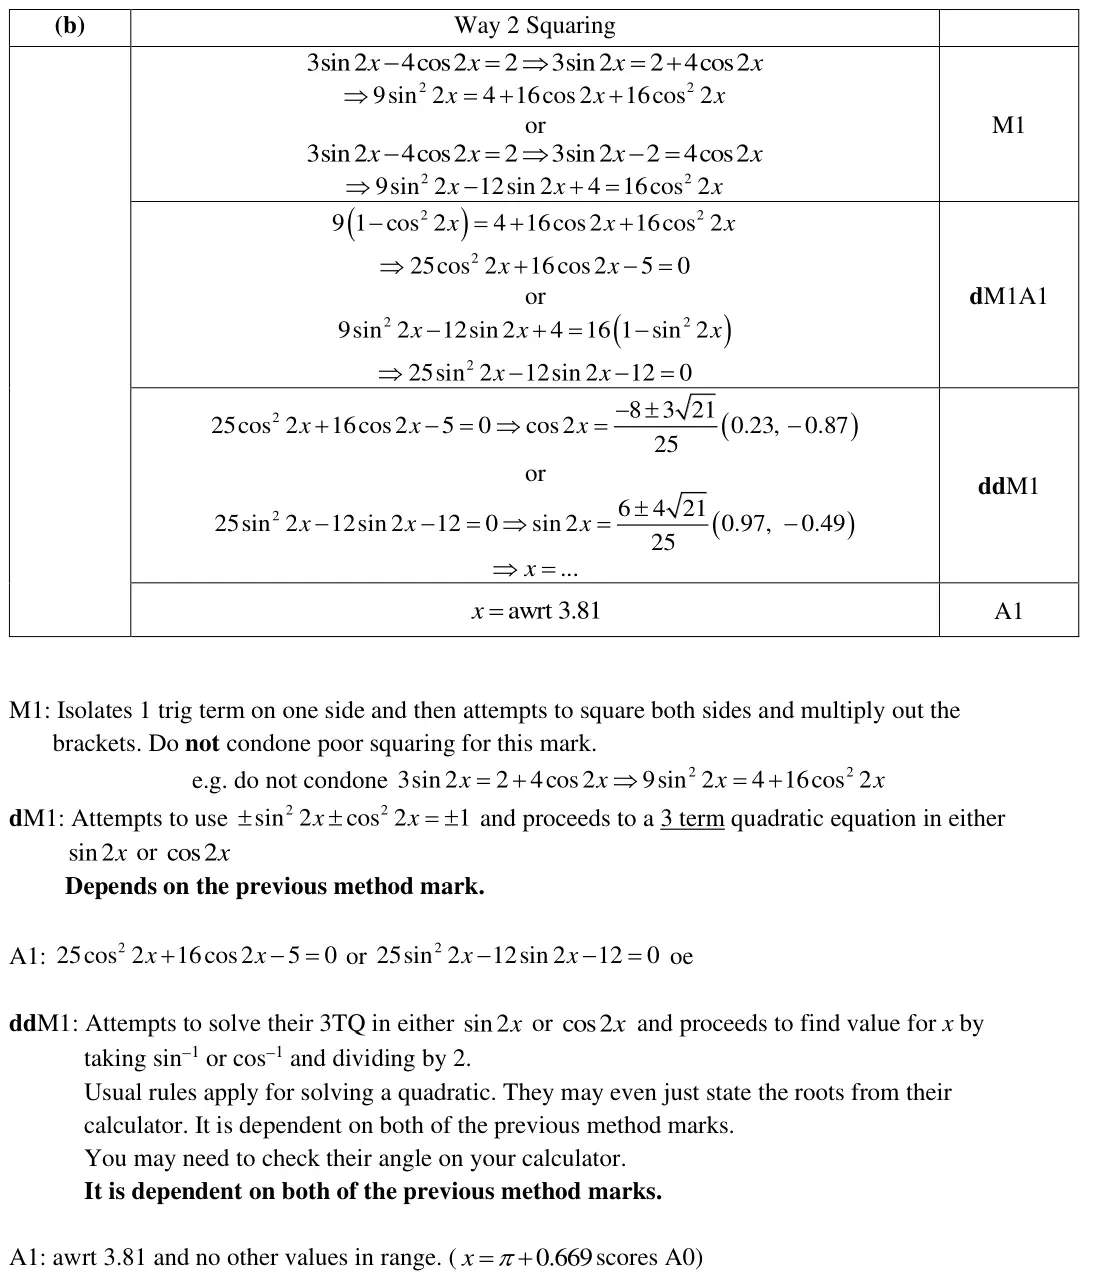 (b) Way 2 Squaring
3sin 2x − 4cos 2x = 2 ⇒ 3sin 2x = 2 + 4cos 2x
⇒ 9sin² 2x = 4 + 16cos 2x + 16cos² 2x
or
M1
3sin 2x − 4cos 2x = 2 ⇒ 3sin 2x − 2 = 4cos 2x
⇒ 9sin² 2x − 12sin 2x + 4 = 16cos² 2x
9(1 − cos² 2x) = 4 + 16cos 2x + 16cos² 2x
⇒ 25cos² 2x + 16cos 2x − 5 = 0
or
dM1A1
9sin² 2x − 12sin 2x + 4 = 16(1 − sin² 2x)
⇒ 25sin² 2x − 12sin 2x − 12 = 0
25cos² 2x + 16cos 2x − 5 = 0 ⇒ cos 2x = (−8 ± 3√21)/25 (0.23, −0.87)
or
ddM1
25sin² 2x − 12sin 2x − 12 = 0 ⇒ sin 2x = (6 ± 4√21)/25 (0.97, −0.49)
⇒ x = ...
x = awrt 3.81 A1
M1: Isolates 1 trig term on one side and then attempts to square both sides and multiply out the
brackets. Do not condone poor squaring for this mark.
e.g. do not condone 3sin 2x = 2 + 4cos 2x ⇒ 9sin² 2x = 4 + 16cos² 2x
dM1: Attempts to use ±sin² 2x ± cos² 2x = ±1 and proceeds to a 3 term quadratic equation in either
sin 2x or cos 2x
Depends on the previous method mark.
A1: 25cos² 2x + 16cos 2x − 5 = 0 or 25sin² 2x − 12sin 2x − 12 = 0 oe
ddM1: Attempts to solve their 3TQ in either sin 2x or cos 2x and proceeds to find value for x by
taking sin⁻¹ or cos⁻¹ and dividing by 2.
Usual rules apply for solving a quadratic. They may even just state the roots from their
calculator. It is dependent on both of the previous method marks.
You may need to check their angle on your calculator.
It is dependent on both of the previous method marks.
A1: awrt 3.81 and no other values in range. ( x = π + 0.669 scores A0)